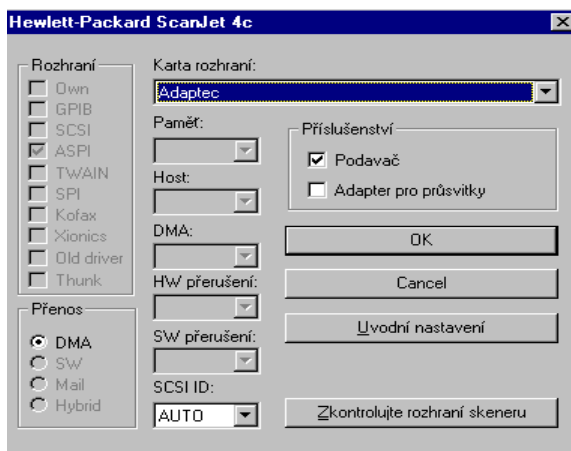 Hewlett-Packard ScanJet 4c
Rozhraní
Own
GPIB
SCSI
ASPI
TWAIN
SPI
Kofax
Xionics
Old driver
Thunk
Přenos
DMA
SW
Mail
Hybrid
Karta rozhraní:
Adaptec
Paměť:
Host:
DMA:
HW přerušení:
SW přerušení:
SCSI ID:
AUTO
Příslušenství
Podavač
Adapter pro průsvitky
OK
Cancel
Uvodní nastavení
Zkontrolujte rozhraní skeneru